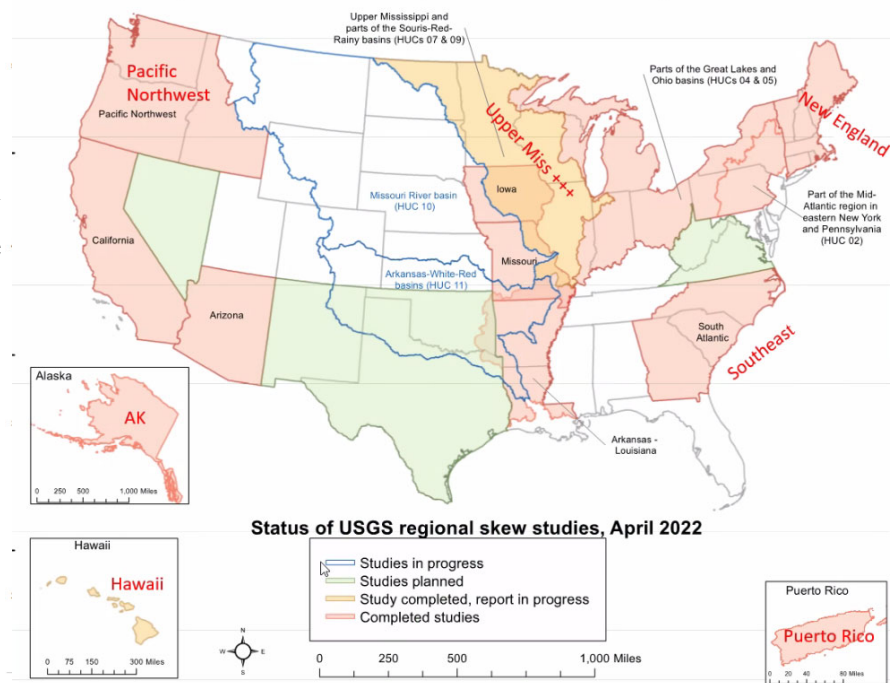 Upper Mississippi and
parts of the Souris-Red-
Rainy basins (HUCs 07 & 09)
Parts of the Great Lakes and
Ohio basins (HUCs 04 & 05)
Pacific
Northwest
Pacific Northwest
Upper Miss +++
New England
Iowa
Missouri River basin
(HUC 10)
Part of the Mid-
Atlantic region in
eastern New York
and Pennsylvania
(HUC 02)
California
Missouri
Arkansas-White-Red
basins (HUC 11)
Arizona
South
Atlantic
Southeast
Alaska
AK
0 250 500 1,000 Miles
Arkansas -
Louisiana
Status of USGS regional skew studies, April 2022
Studies in progress
Studies planned
Study completed, report in progress
Completed studies
Hawaii
Hawaii
0 75 150 300 Miles
N
W E
S
0 250 500 1,000 Miles
Puerto Rico
Puerto Rico
0 20 40 80 Miles